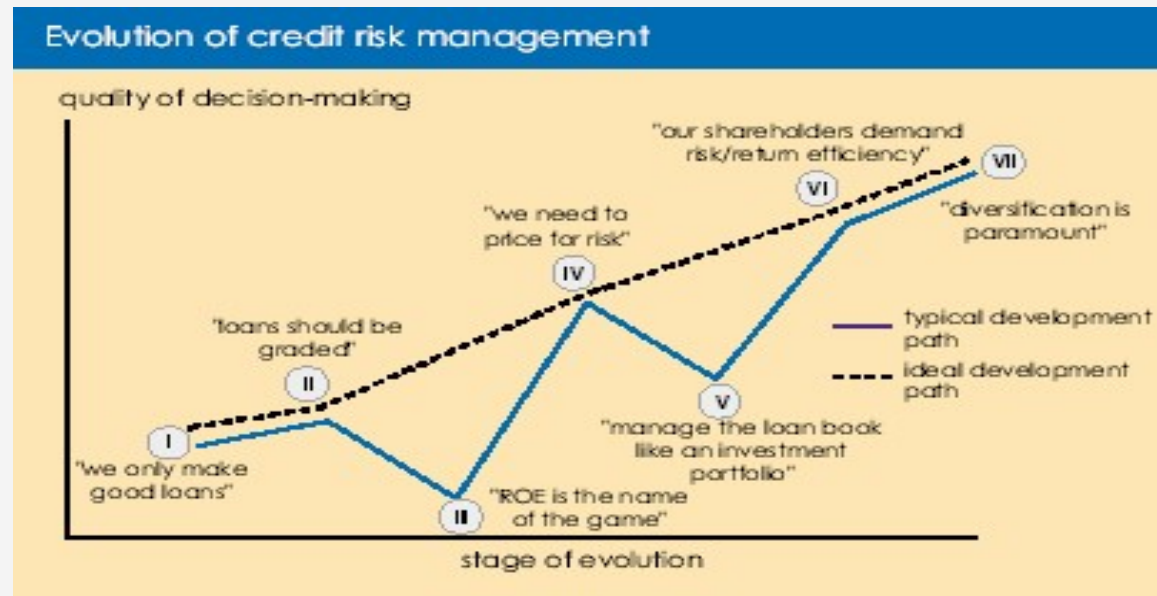 Evolution of credit risk management
quality of decision-making
"our shareholders demand
risk/return efficiency"
VII
VI
"diversification is
paramount"
"we need to
price for risk"
IV
"loans should be
graded"
II
typical development
path
ideal development
path
I
"we only make
good loans"
V
"manage the loan book
like an investment
portfolio"
III
"ROE is the name
of the game"
stage of evolution